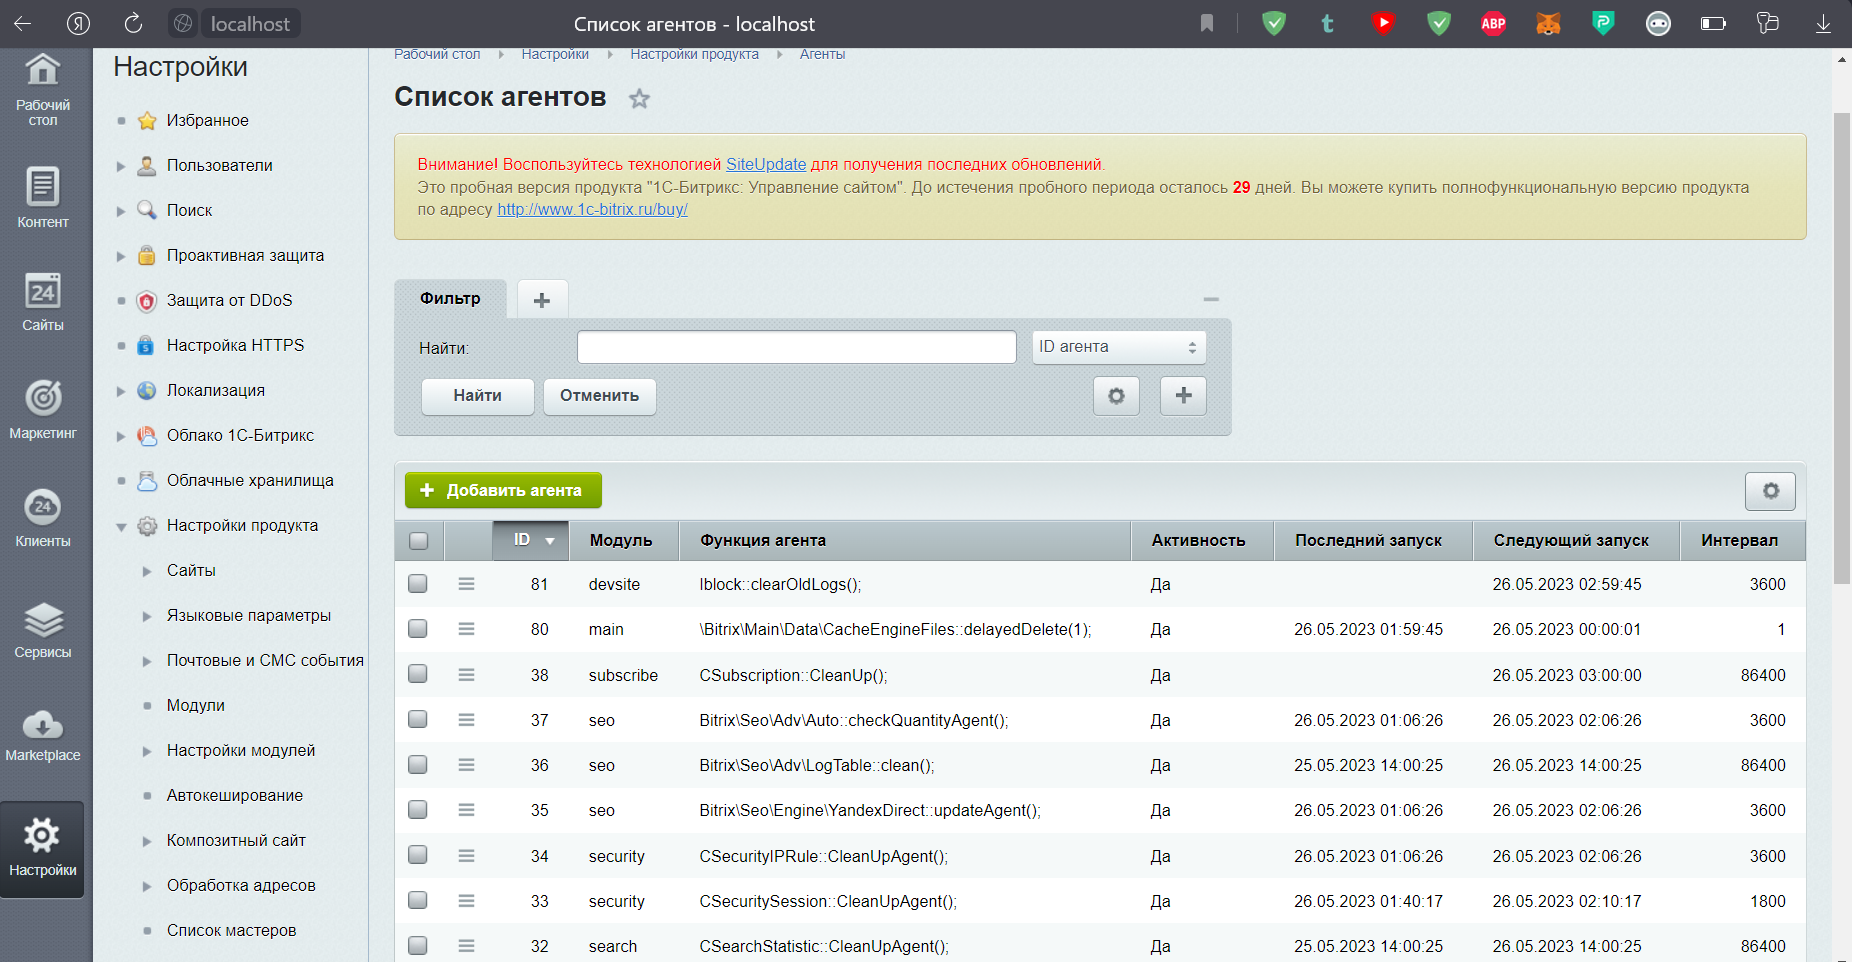 localhost
Список агентов - localhost
ABP
Рабочий стол
Контент
24
Сайты
Маркетинг
24
Клиенты
Сервисы
Marketplace
Настройки
Настройки
Избранное
Пользователи
Поиск
Проактивная защита
Защита от DDoS
Настройка HTTPS
Локализация
Облако 1С-Битрикс
Облачные хранилища
Настройки продукта
Сайты
Языковые параметры
Почтовые и СМС события
Модули
Настройки модулей
Автокеширование
Композитный сайт
Обработка адресов
Список мастеров
Рабочий стол Настройки Настройки продукта Агенты
Список агентов
Внимание! Воспользуйтесь технологией SiteUpdate для получения последних обновлений.
Это пробная версия продукта "1С-Битрикс: Управление сайтом". До истечения пробного периода осталось 29 дней. Вы можете купить полнофункциональную версию продукта
по адресу http://www.1c-bitrix.ru/buy/
Фильтр +
Найти: ID агента
Найти Отменить
+ Добавить агента
ID Модуль Функция агента Активность Последний запуск Следующий запуск Интервал
81 devsite Iblock::clearOldLogs(); Да 26.05.2023 02:59:45 3600
80 main \Bitrix\Main\Data\CacheEngineFiles::delayedDelete(1); Да 26.05.2023 01:59:45 26.05.2023 00:00:01 1
38 subscribe CSubscription::CleanUp(); Да 26.05.2023 03:00:00 86400
37 seo Bitrix\Seo\Adv\Auto::checkQuantityAgent(); Да 26.05.2023 01:06:26 26.05.2023 02:06:26 3600
36 seo Bitrix\Seo\Adv\LogTable::clean(); Да 25.05.2023 14:00:25 26.05.2023 14:00:25 86400
35 seo Bitrix\Seo\Engine\YandexDirect::updateAgent(); Да 26.05.2023 01:06:26 26.05.2023 02:06:26 3600
34 security CSecurityIPRule::CleanUpAgent(); Да 26.05.2023 01:06:26 26.05.2023 02:06:26 3600
33 security CSecuritySession::CleanUpAgent(); Да 26.05.2023 01:40:17 26.05.2023 02:10:17 1800
32 search CSearchStatistic::CleanUpAgent(); Да 25.05.2023 14:00:25 26.05.2023 14:00:25 86400